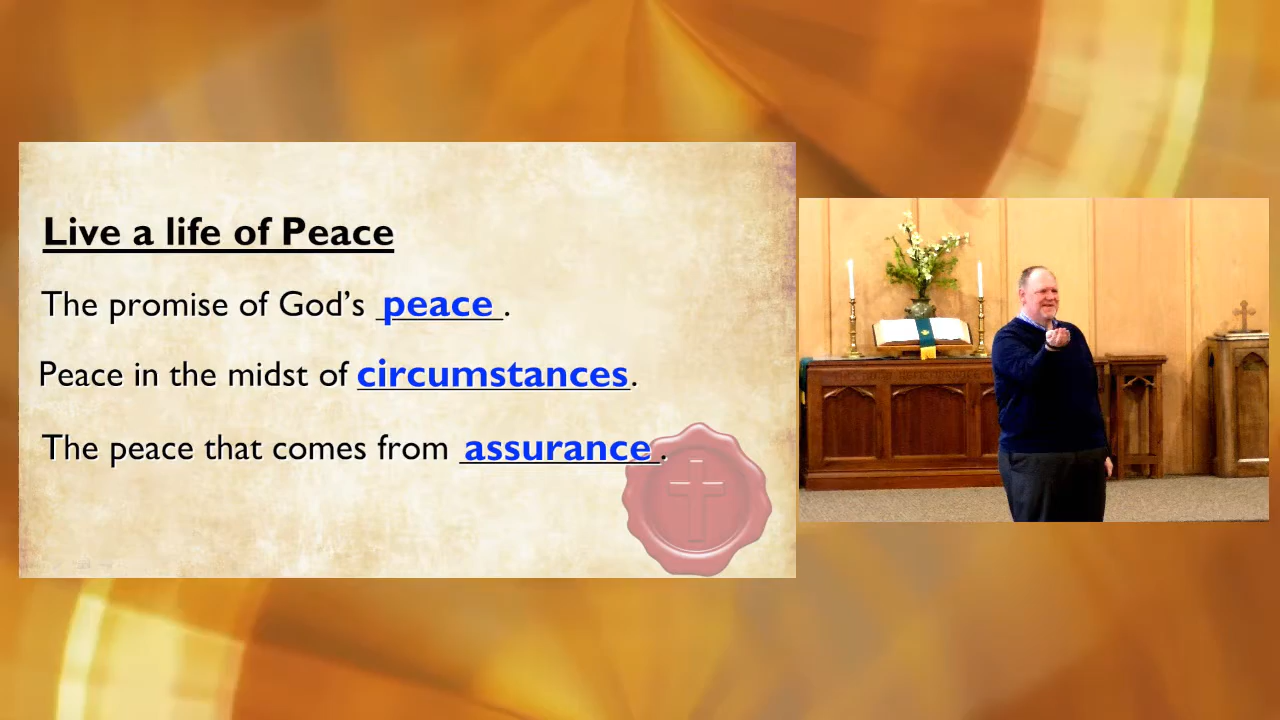 Live a life of Peace
The promise of God's peace.
Peace in the midst of circumstances.
The peace that comes from assurance.